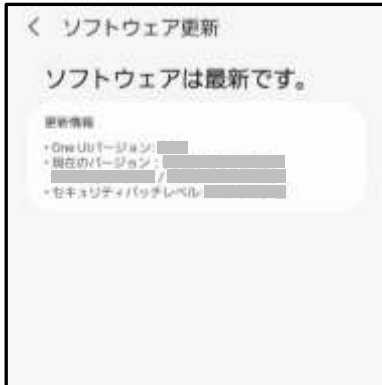 ソフトウェア更新
ソフトウェアは最新です。
更新情報
・One UIバージョン:
・現在のバージョン:
/
・セキュリティパッチレベル: